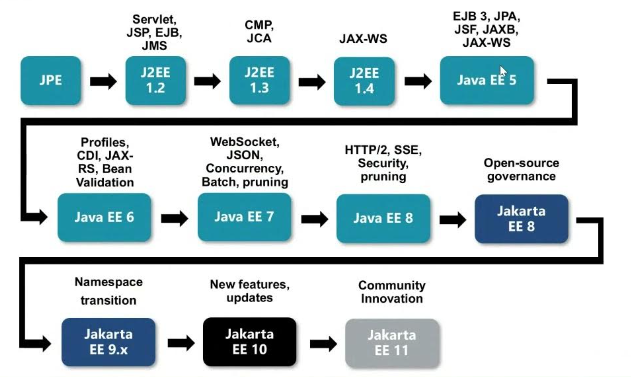 Servlet,
JSP, EJB,
JMS
CMP,
JCA
JAX-WS
EJB 3, JPA,
JSF, JAXB,
JAX-WS
JPE
J2EE
1.2
J2EE
1.3
J2EE
1.4
Java EE 5
Profiles,
CDI, JAX-
RS, Bean
Validation
WebSocket,
JSON,
Concurrency,
Batch, pruning
HTTP/2, SSE,
Security,
pruning
Open-source
governance
Java EE 6
Java EE 7
Java EE 8
Jakarta
EE 8
Namespace
transition
New features,
updates
Community
Innovation
Jakarta
EE 9.x
Jakarta
EE 10
Jakarta
EE 11